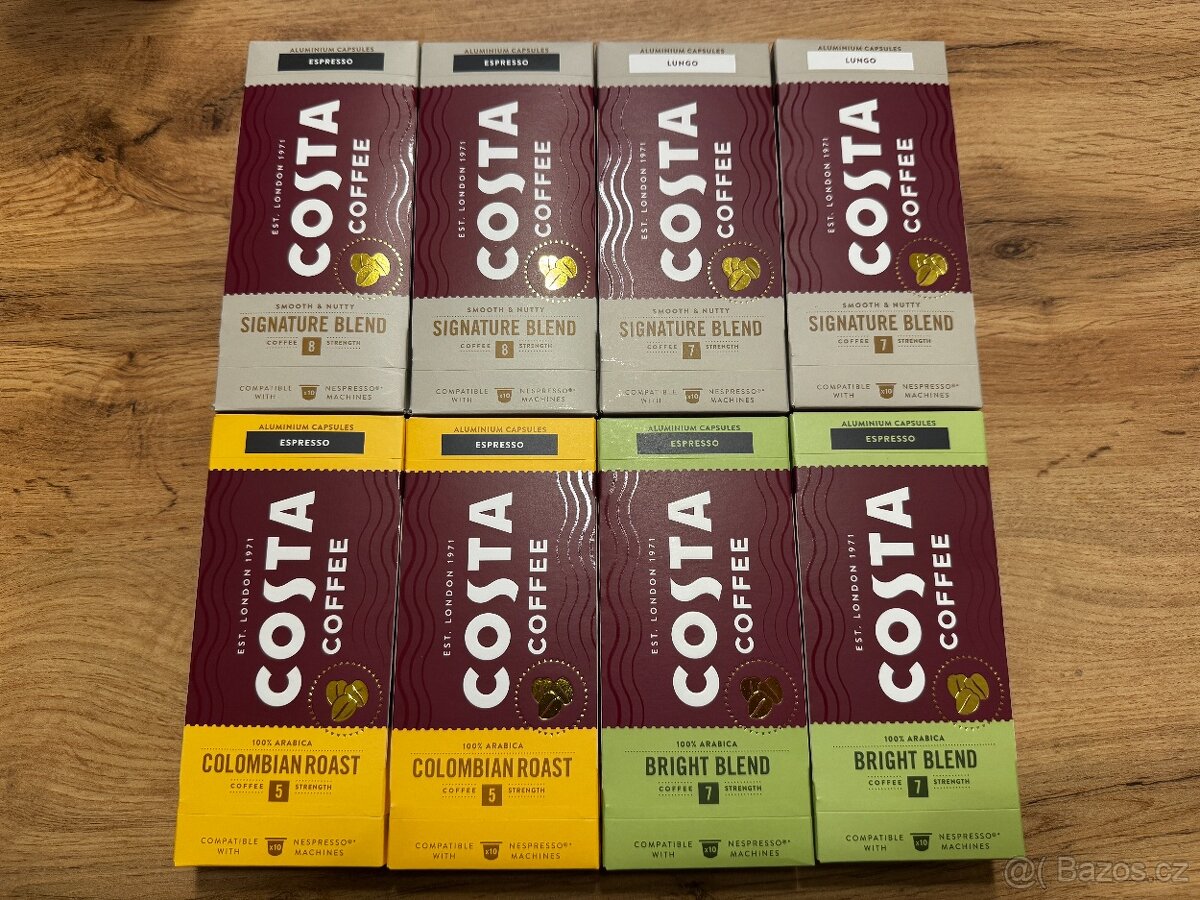 ALUMINIUM CAPSULES
ESPRESSO
EST. LONDON 1971
COSTA
COFFEE
SMOOTH & NUTTY
SIGNATURE BLEND
COFFEE 8 STRENGTH
COMPATIBLE WITH x10 NESPRESSO®* MACHINES
ALUMINIUM CAPSULES
ESPRESSO
EST. LONDON 1971
COSTA
COFFEE
SMOOTH & NUTTY
SIGNATURE BLEND
COFFEE 8 STRENGTH
COMPATIBLE WITH x10 NESPRESSO®* MACHINES
ALUMINIUM CAPSULES
LUNGO
EST. LONDON 1971
COSTA
COFFEE
SMOOTH & NUTTY
SIGNATURE BLEND
COFFEE 7 STRENGTH
COMPATIBLE WITH x10 NESPRESSO®* MACHINES
ALUMINIUM CAPSULES
LUNGO
EST. LONDON 1971
COSTA
COFFEE
SMOOTH & NUTTY
SIGNATURE BLEND
COFFEE 7 STRENGTH
COMPATIBLE WITH x10 NESPRESSO®* MACHINES
ALUMINIUM CAPSULES
ESPRESSO
EST. LONDON 1971
COSTA
COFFEE
100% ARABICA
COLOMBIAN ROAST
COFFEE 5 STRENGTH
COMPATIBLE WITH x10 NESPRESSO®* MACHINES
ALUMINIUM CAPSULES
ESPRESSO
EST. LONDON 1971
COSTA
COFFEE
100% ARABICA
COLOMBIAN ROAST
COFFEE 5 STRENGTH
COMPATIBLE WITH x10 NESPRESSO®* MACHINES
ALUMINIUM CAPSULES
ESPRESSO
EST. LONDON 1971
COSTA
COFFEE
100% ARABICA
BRIGHT BLEND
COFFEE 7 STRENGTH
COMPATIBLE WITH x10 NESPRESSO®* MACHINES
ALUMINIUM CAPSULES
ESPRESSO
EST. LONDON 1971
COSTA
COFFEE
100% ARABICA
BRIGHT BLEND
COFFEE 7 STRENGTH
COMPATIBLE WITH x10 NESPRESSO®* MACHINES
@( Bazos.cz